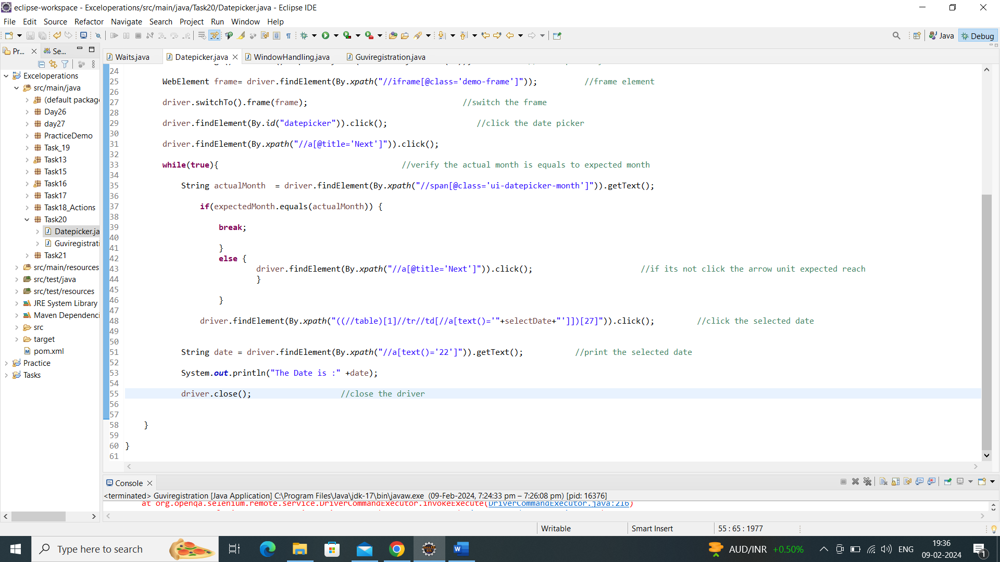 eclipse-workspace - Exceloperations/src/main/java/Task20/Datepicker.java - Eclipse IDE
File Edit Source Refactor Navigate Search Project Run Window Help
Java Debug
Pr... Se...
Waits.java Datepicker.java WindowHandling.java Guviregistration.java
Exceloperations
src/main/java
(default package
Day26
day27
PracticeDemo
Task_19
Task13
Task15
Task16
Task17
Task18_Actions
Task20
Datepicker.ja
Guviregistrati
Task21
src/main/resources
src/test/java
src/test/resources
JRE System Library
Maven Dependenci
src
target
pom.xml
Practice
Tasks
24
25 WebElement frame= driver.findElement(By.xpath("//iframe[@class='demo-frame']")); //frame element
26
27 driver.switchTo().frame(frame); //switch the frame
28
29 driver.findElement(By.id("datepicker")).click(); //click the date picker
30
31 driver.findElement(By.xpath("//a[@title='Next']")).click();
32
33 while(true){ //verify the actual month is equals to expected month
34
35 String actualMonth = driver.findElement(By.xpath("//span[@class='ui-datepicker-month']")).getText();
36
37 if(expectedMonth.equals(actualMonth)) {
38
39 break;
40
41 }
42 else {
43 driver.findElement(By.xpath("//a[@title='Next']")).click(); //if its not click the arrow unit expected reach
44 }
45
46 }
47
48 driver.findElement(By.xpath("((//table)[1]//tr//td[//a[text()='"+selectDate+"']])[27]")).click(); //click the selected date
49
50
51 String date = driver.findElement(By.xpath("//a[text()='22']")).getText(); //print the selected date
52
53 System.out.println("The Date is :" +date);
54
55 driver.close(); //close the driver
56
57
58 }
59
60 }
61
Console
<terminated> Guviregistration [Java Application] C:\Program Files\Java\jdk-17\bin\javaw.exe (09-Feb-2024, 7:24:33 pm – 7:26:08 pm) [pid: 16376]
at org.openqa.selenium.remote.service.DriverCommandExecutor.invokeExecute(DriverCommandExecutor.java:216)
Writable Smart Insert 55 : 65 : 1977
Type here to search
AUD/INR +0.50% ENG 19:36
09-02-2024
1